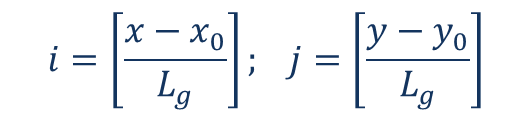 i = [x − x₀ / L_g]; j = [y − y₀ / L_g]